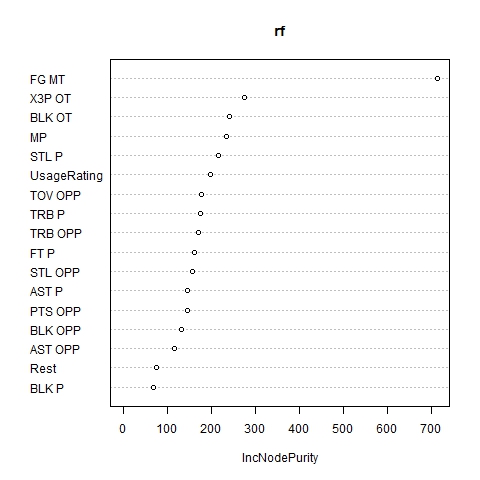 rf
FG MT
X3P OT
BLK OT
MP
STL P
UsageRating
TOV OPP
TRB P
TRB OPP
FT P
STL OPP
AST P
PTS OPP
BLK OPP
AST OPP
Rest
BLK P
0 100 200 300 400 500 600 700
IncNodePurity